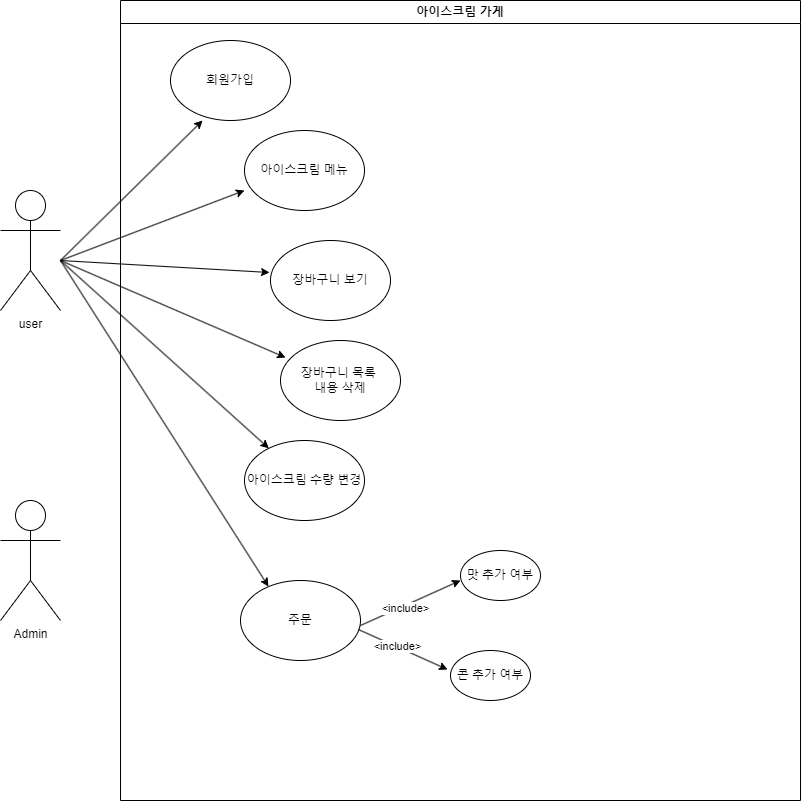 아이스크림 가게
회원가입
아이스크림 메뉴
user
장바구니 보기
장바구니 목록
내용 삭제
아이스크림 수량 변경
Admin
주문
<include>
맛 추가 여부
<include>
콘 추가 여부